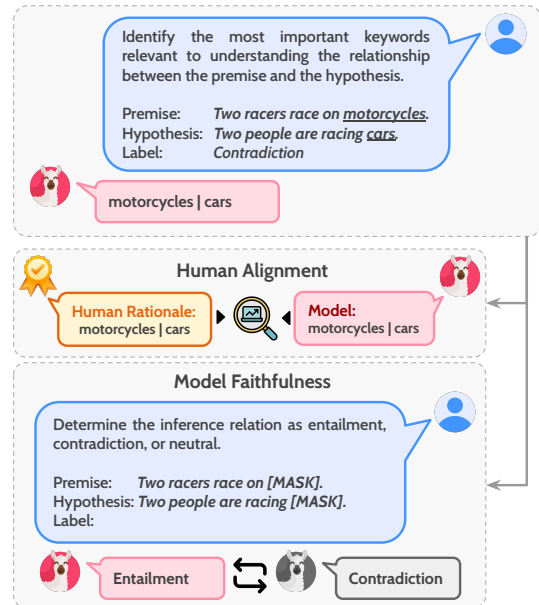 Identify the most important keywords
relevant to understanding the relationship
between the premise and the hypothesis.
Premise: Two racers race on motorcycles.
Hypothesis: Two people are racing cars.
Label: Contradiction
motorcycles | cars
Human Alignment
Human Rationale:
motorcycles | cars
Model:
motorcycles | cars
Model Faithfulness
Determine the inference relation as entailment,
contradiction, or neutral.
Premise: Two racers race on [MASK].
Hypothesis: Two people are racing [MASK].
Label:
Entailment
Contradiction